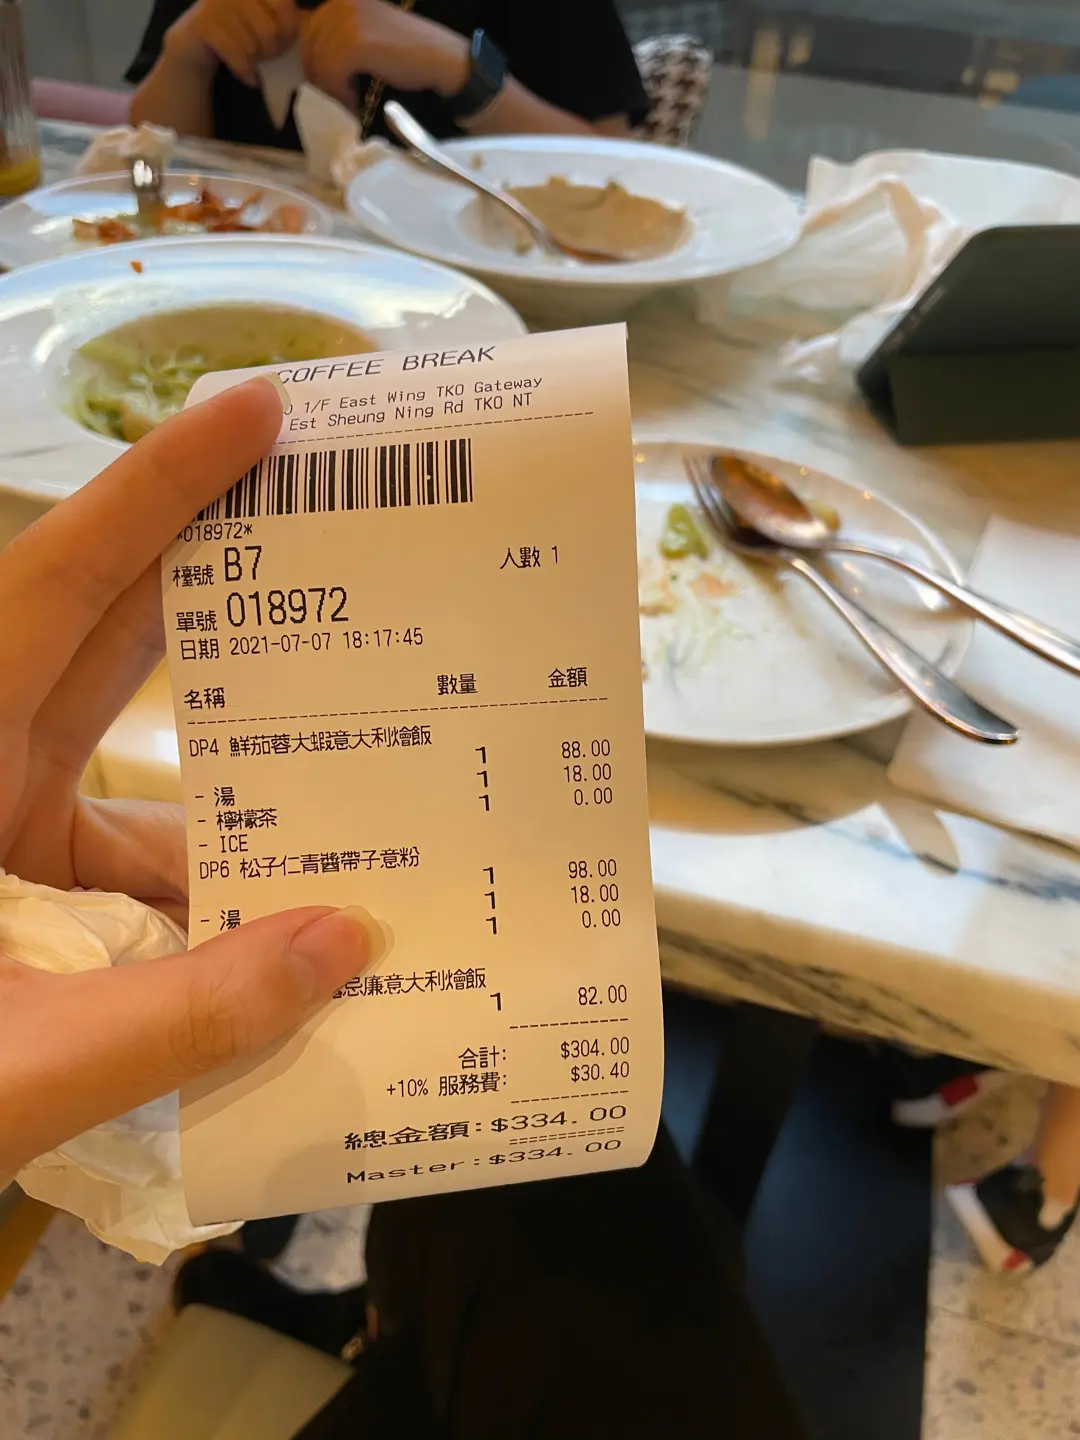 COFFEE BREAK
1/F East Wing TKO Gateway
Est Sheung Ning Rd TKO NT
*018972*
檯號 B7 人數 1
單號 018972
日期 2021-07-07 18:17:45
名稱 數量 金額
DP4 鮮茄蓉大蝦意大利燴飯
1 88.00
- 湯 1 18.00
- 檸檬茶 1 0.00
- ICE
DP6 松子仁青醬帶子意粉
1 98.00
- 湯 1 18.00
1 0.00
忌廉意大利燴飯
1 82.00
合計: $304.00
+10% 服務費: $30.40
總金額: $334.00
Master: $334.00